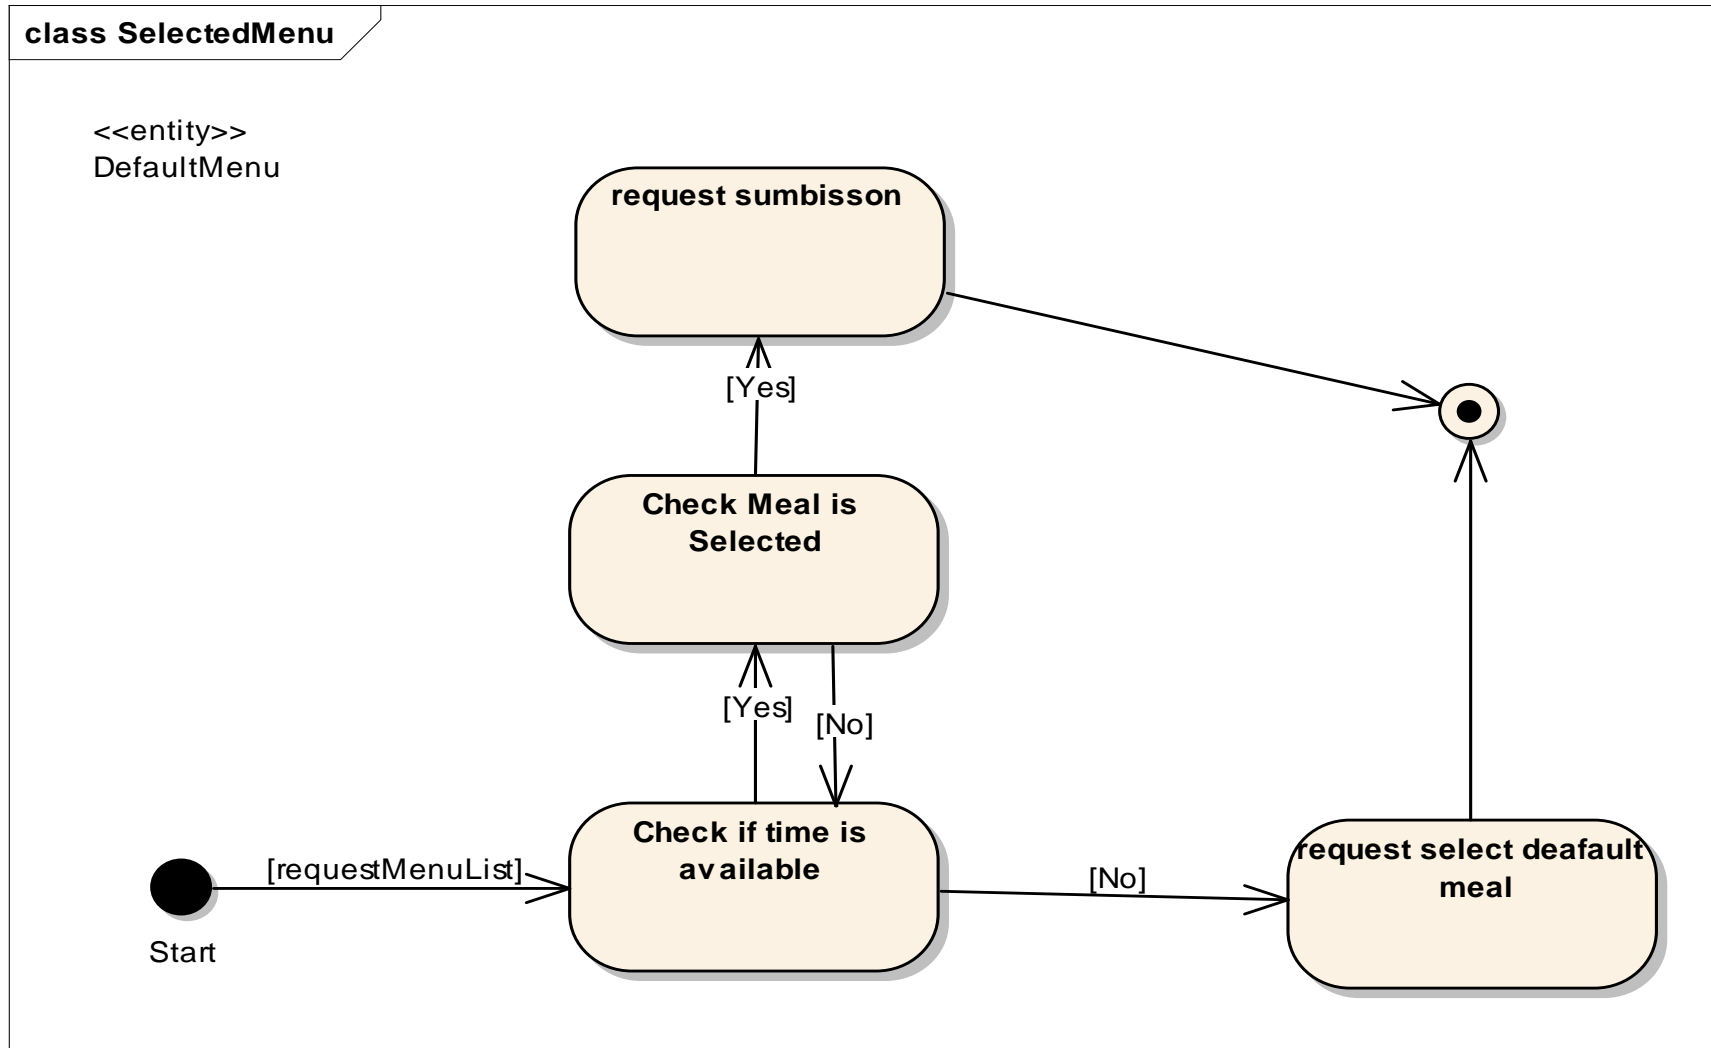 class SelectedMenu
<<entity>>
DefaultMenu
request sumbisson
[Yes]
Check Meal is
Selected
[Yes]
[No]
Check if time is
available
[requestMenuList]
Start
[No]
request select deafault
meal